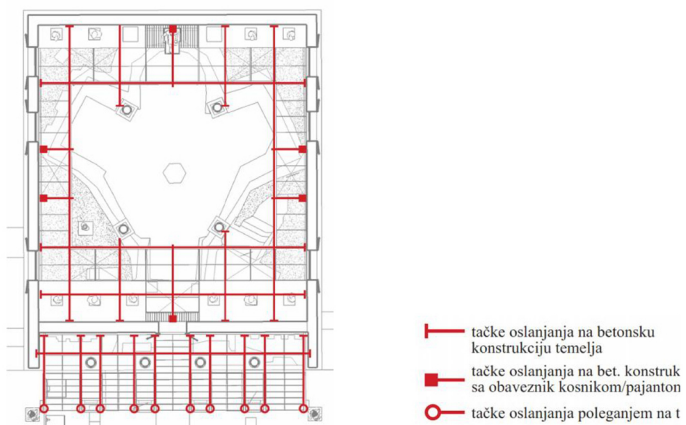 tačke oslanjanja na betonsku
konstrukciju temelja
tačke oslanjanja na bet. konstruk
sa obaveznik kosnikom/pajanton
tačke oslanjanja poleganjem na t